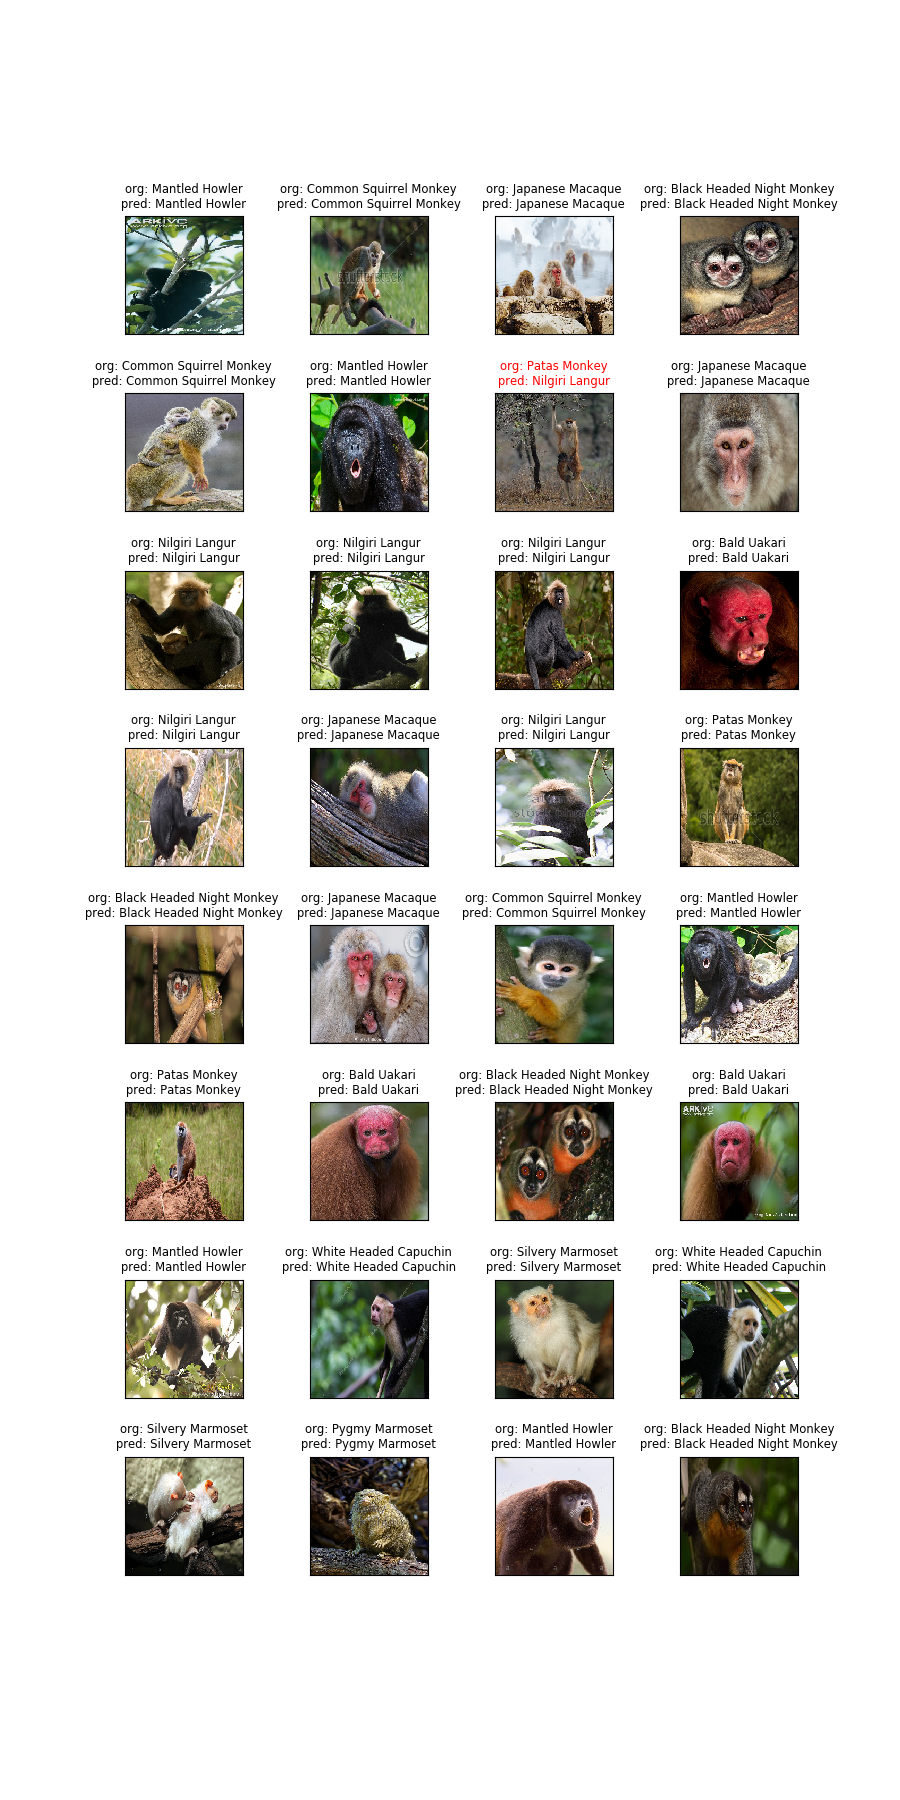 org: Mantled Howler
pred: Mantled Howler
org: Common Squirrel Monkey
pred: Common Squirrel Monkey
org: Japanese Macaque
pred: Japanese Macaque
org: Black Headed Night Monkey
pred: Black Headed Night Monkey
ARKIVE
shutterstock
org: Common Squirrel Monkey
pred: Common Squirrel Monkey
org: Mantled Howler
pred: Mantled Howler
org: Patas Monkey
pred: Nilgiri Langur
org: Japanese Macaque
pred: Japanese Macaque
org: Nilgiri Langur
pred: Nilgiri Langur
org: Nilgiri Langur
pred: Nilgiri Langur
org: Nilgiri Langur
pred: Nilgiri Langur
org: Bald Uakari
pred: Bald Uakari
org: Nilgiri Langur
pred: Nilgiri Langur
org: Japanese Macaque
pred: Japanese Macaque
org: Nilgiri Langur
pred: Nilgiri Langur
org: Patas Monkey
pred: Patas Monkey
shutterstock
org: Black Headed Night Monkey
pred: Black Headed Night Monkey
org: Japanese Macaque
pred: Japanese Macaque
org: Common Squirrel Monkey
pred: Common Squirrel Monkey
org: Mantled Howler
pred: Mantled Howler
©
org: Patas Monkey
pred: Patas Monkey
org: Bald Uakari
pred: Bald Uakari
org: Black Headed Night Monkey
pred: Black Headed Night Monkey
org: Bald Uakari
pred: Bald Uakari
ARKIVE
org: Mantled Howler
pred: Mantled Howler
org: White Headed Capuchin
pred: White Headed Capuchin
org: Silvery Marmoset
pred: Silvery Marmoset
org: White Headed Capuchin
pred: White Headed Capuchin
org: Silvery Marmoset
pred: Silvery Marmoset
org: Pygmy Marmoset
pred: Pygmy Marmoset
org: Mantled Howler
pred: Mantled Howler
org: Black Headed Night Monkey
pred: Black Headed Night Monkey